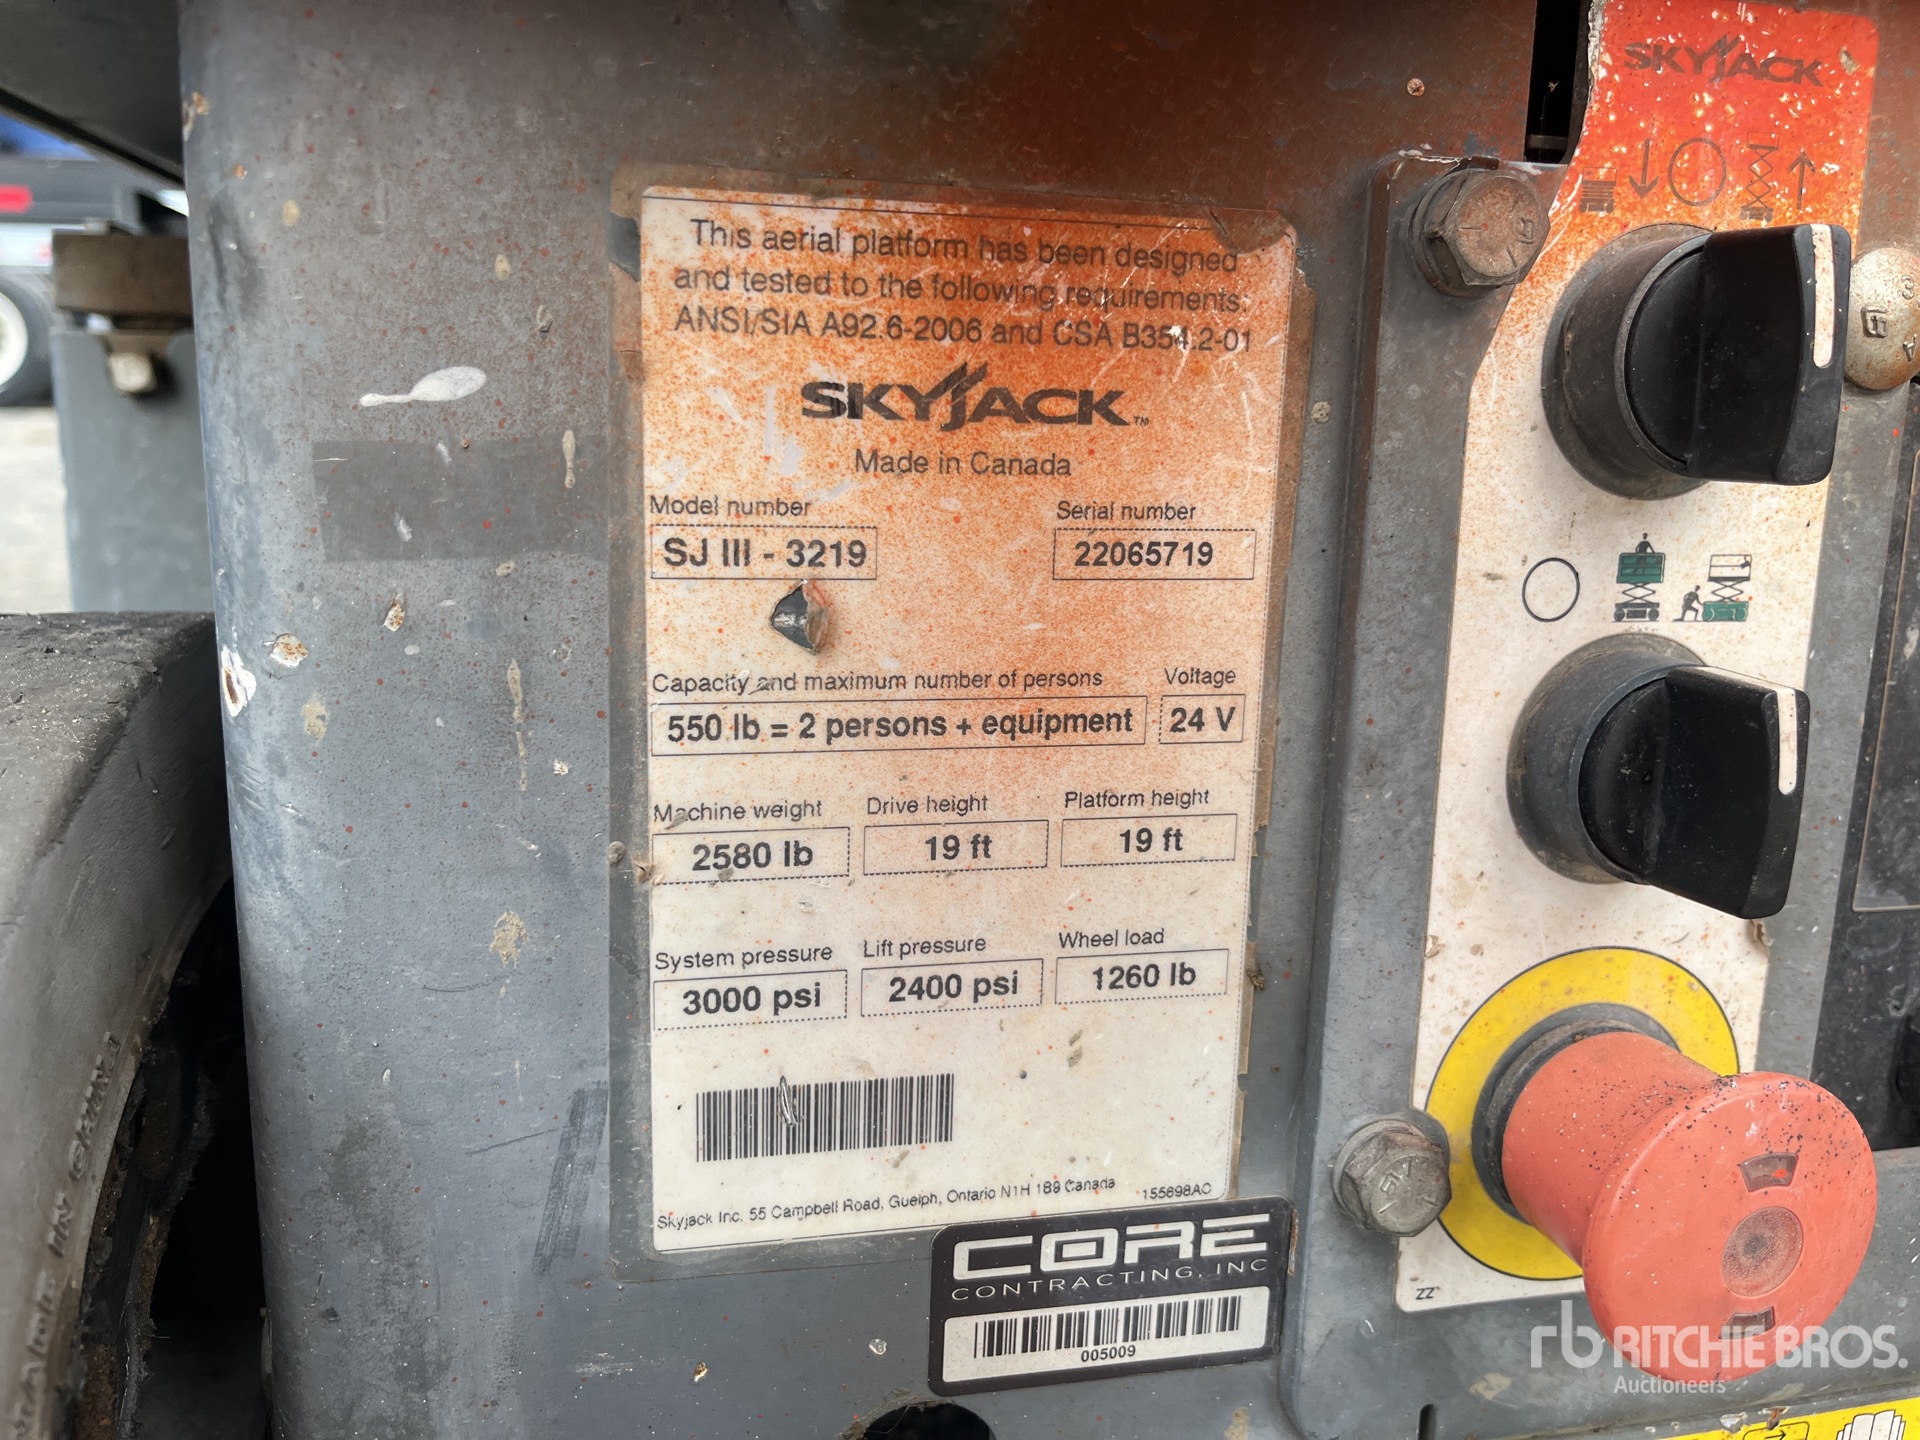 SKYJACK
This aerial platform has been designed
and tested to the following requirements:
ANSI/SIA A92.6-2006 and CSA B354.2-01
SKYJACK™
Made in Canada
Model number
SJ III - 3219
Serial number
22065719
Capacity and maximum number of persons
550 lb = 2 persons + equipment
Voltage
24 V
Machine weight
2580 lb
Drive height
19 ft
Platform height
19 ft
System pressure
3000 psi
Lift pressure
2400 psi
Wheel load
1260 lb
Skyjack Inc. 55 Campbell Road, Guelph, Ontario N1H 1B9 Canada
155698AC
CORE
CONTRACTING, INC
005009
ZZ
rb RITCHIE BROS.
Auctioneers